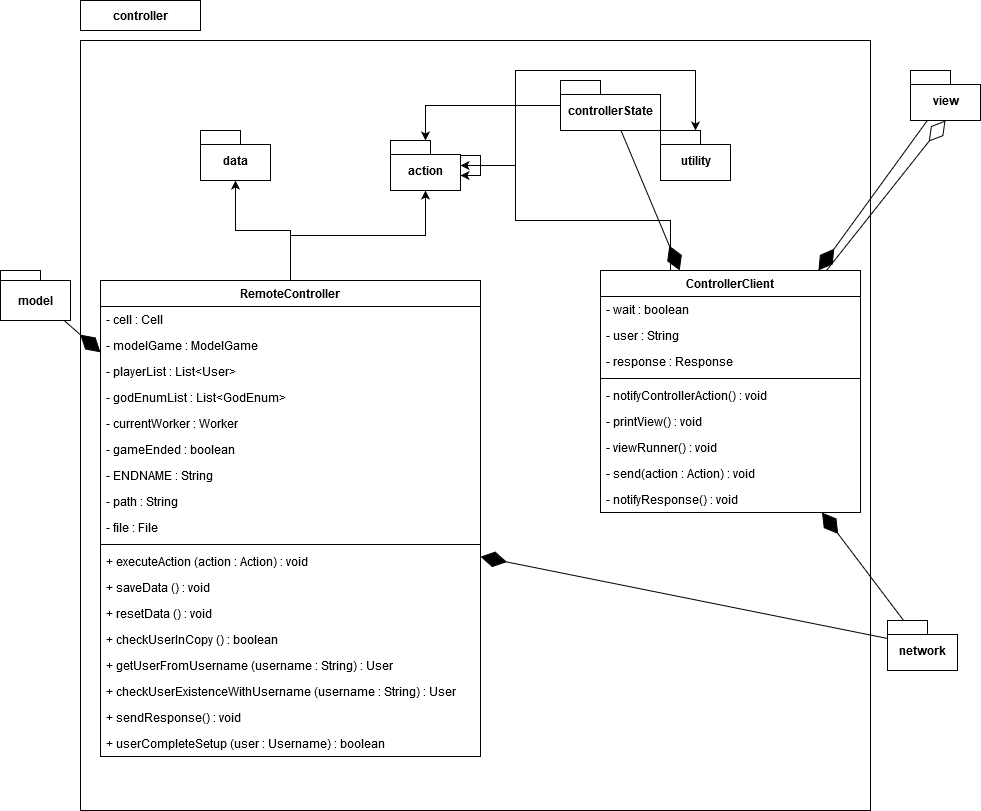 controller
view
controllerState
data
action
utility
model
RemoteController
- cell : Cell
- modelGame : ModelGame
- playerList : List<User>
- godEnumList : List<GodEnum>
- currentWorker : Worker
- gameEnded : boolean
- ENDNAME : String
- path : String
- file : File
+ executeAction (action : Action) : void
+ saveData () : void
+ resetData () : void
+ checkUserInCopy () : boolean
+ getUserFromUsername (username : String) : User
+ checkUserExistenceWithUsername (username : String) : User
+ sendResponse() : void
+ userCompleteSetup (user : Username) : boolean
ControllerClient
- wait : boolean
- user : String
- response : Response
- notifyControllerAction() : void
- printView() : void
- viewRunner() : void
- send(action : Action) : void
- notifyResponse() : void
network